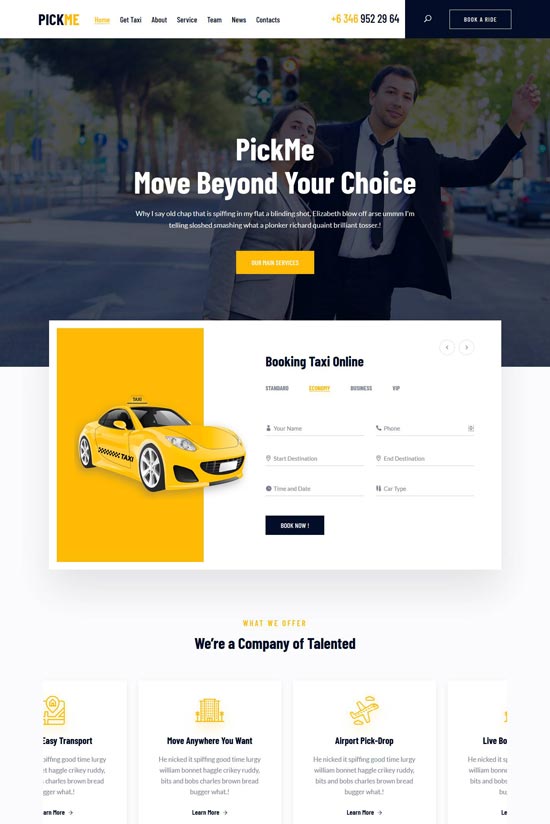 PICKME
Home Get Taxi About Service Team News Contacts
+6 346 952 29 64
BOOK A RIDE
PickMe
Move Beyond Your Choice
Why I say old chap that is spiffing in my flat a blinding shot, Elizabeth blow off arse ummm I'm
telling sloshed smashing what a plonker richard quaint brilliant tosser.!
OUR MAIN SERVICES
Booking Taxi Online
STANDARD ECONOMY BUSINESS VIP
TAXI
TAXI
Your Name Phone
Start Destination End Destination
Time and Date Car Type
BOOK NOW !
WHAT WE OFFER
We're a Company of Talented
Easy Transport
spiffing good time lurgy
et haggle crikey ruddy,
charles brown bread
gger what.!
earn More
Move Anywhere You Want
He nicked it spiffing good time lurgy
william bonnet haggle crikey ruddy,
bits and bobs charles brown bread
bugger what.!
Learn More
Airport Pick-Drop
He nicked it spiffing good time lurgy
william bonnet haggle crikey ruddy,
bits and bobs charles brown bread
bugger what.!
Learn More
Live Bo
He nicked it s
william bonn
bits and bo
b
Le